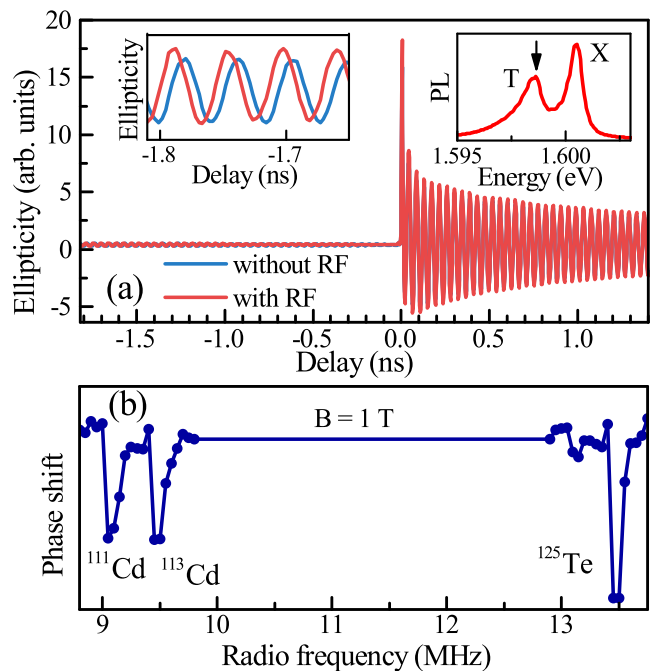 20
15
10
5
0
-5
Ellipticity (arb. units)
Ellipticity
-1.8 -1.7
Delay (ns)
PL
T
X
1.595 1.600
Energy (eV)
(a)
without RF
with RF
-1.5 -1.0 -0.5 0.0 0.5 1.0
Delay (ns)
(b)
B = 1 T
Phase shift
¹¹¹Cd
¹¹³Cd
¹²⁵Te
9 10 11 12 13
Radio frequency (MHz)